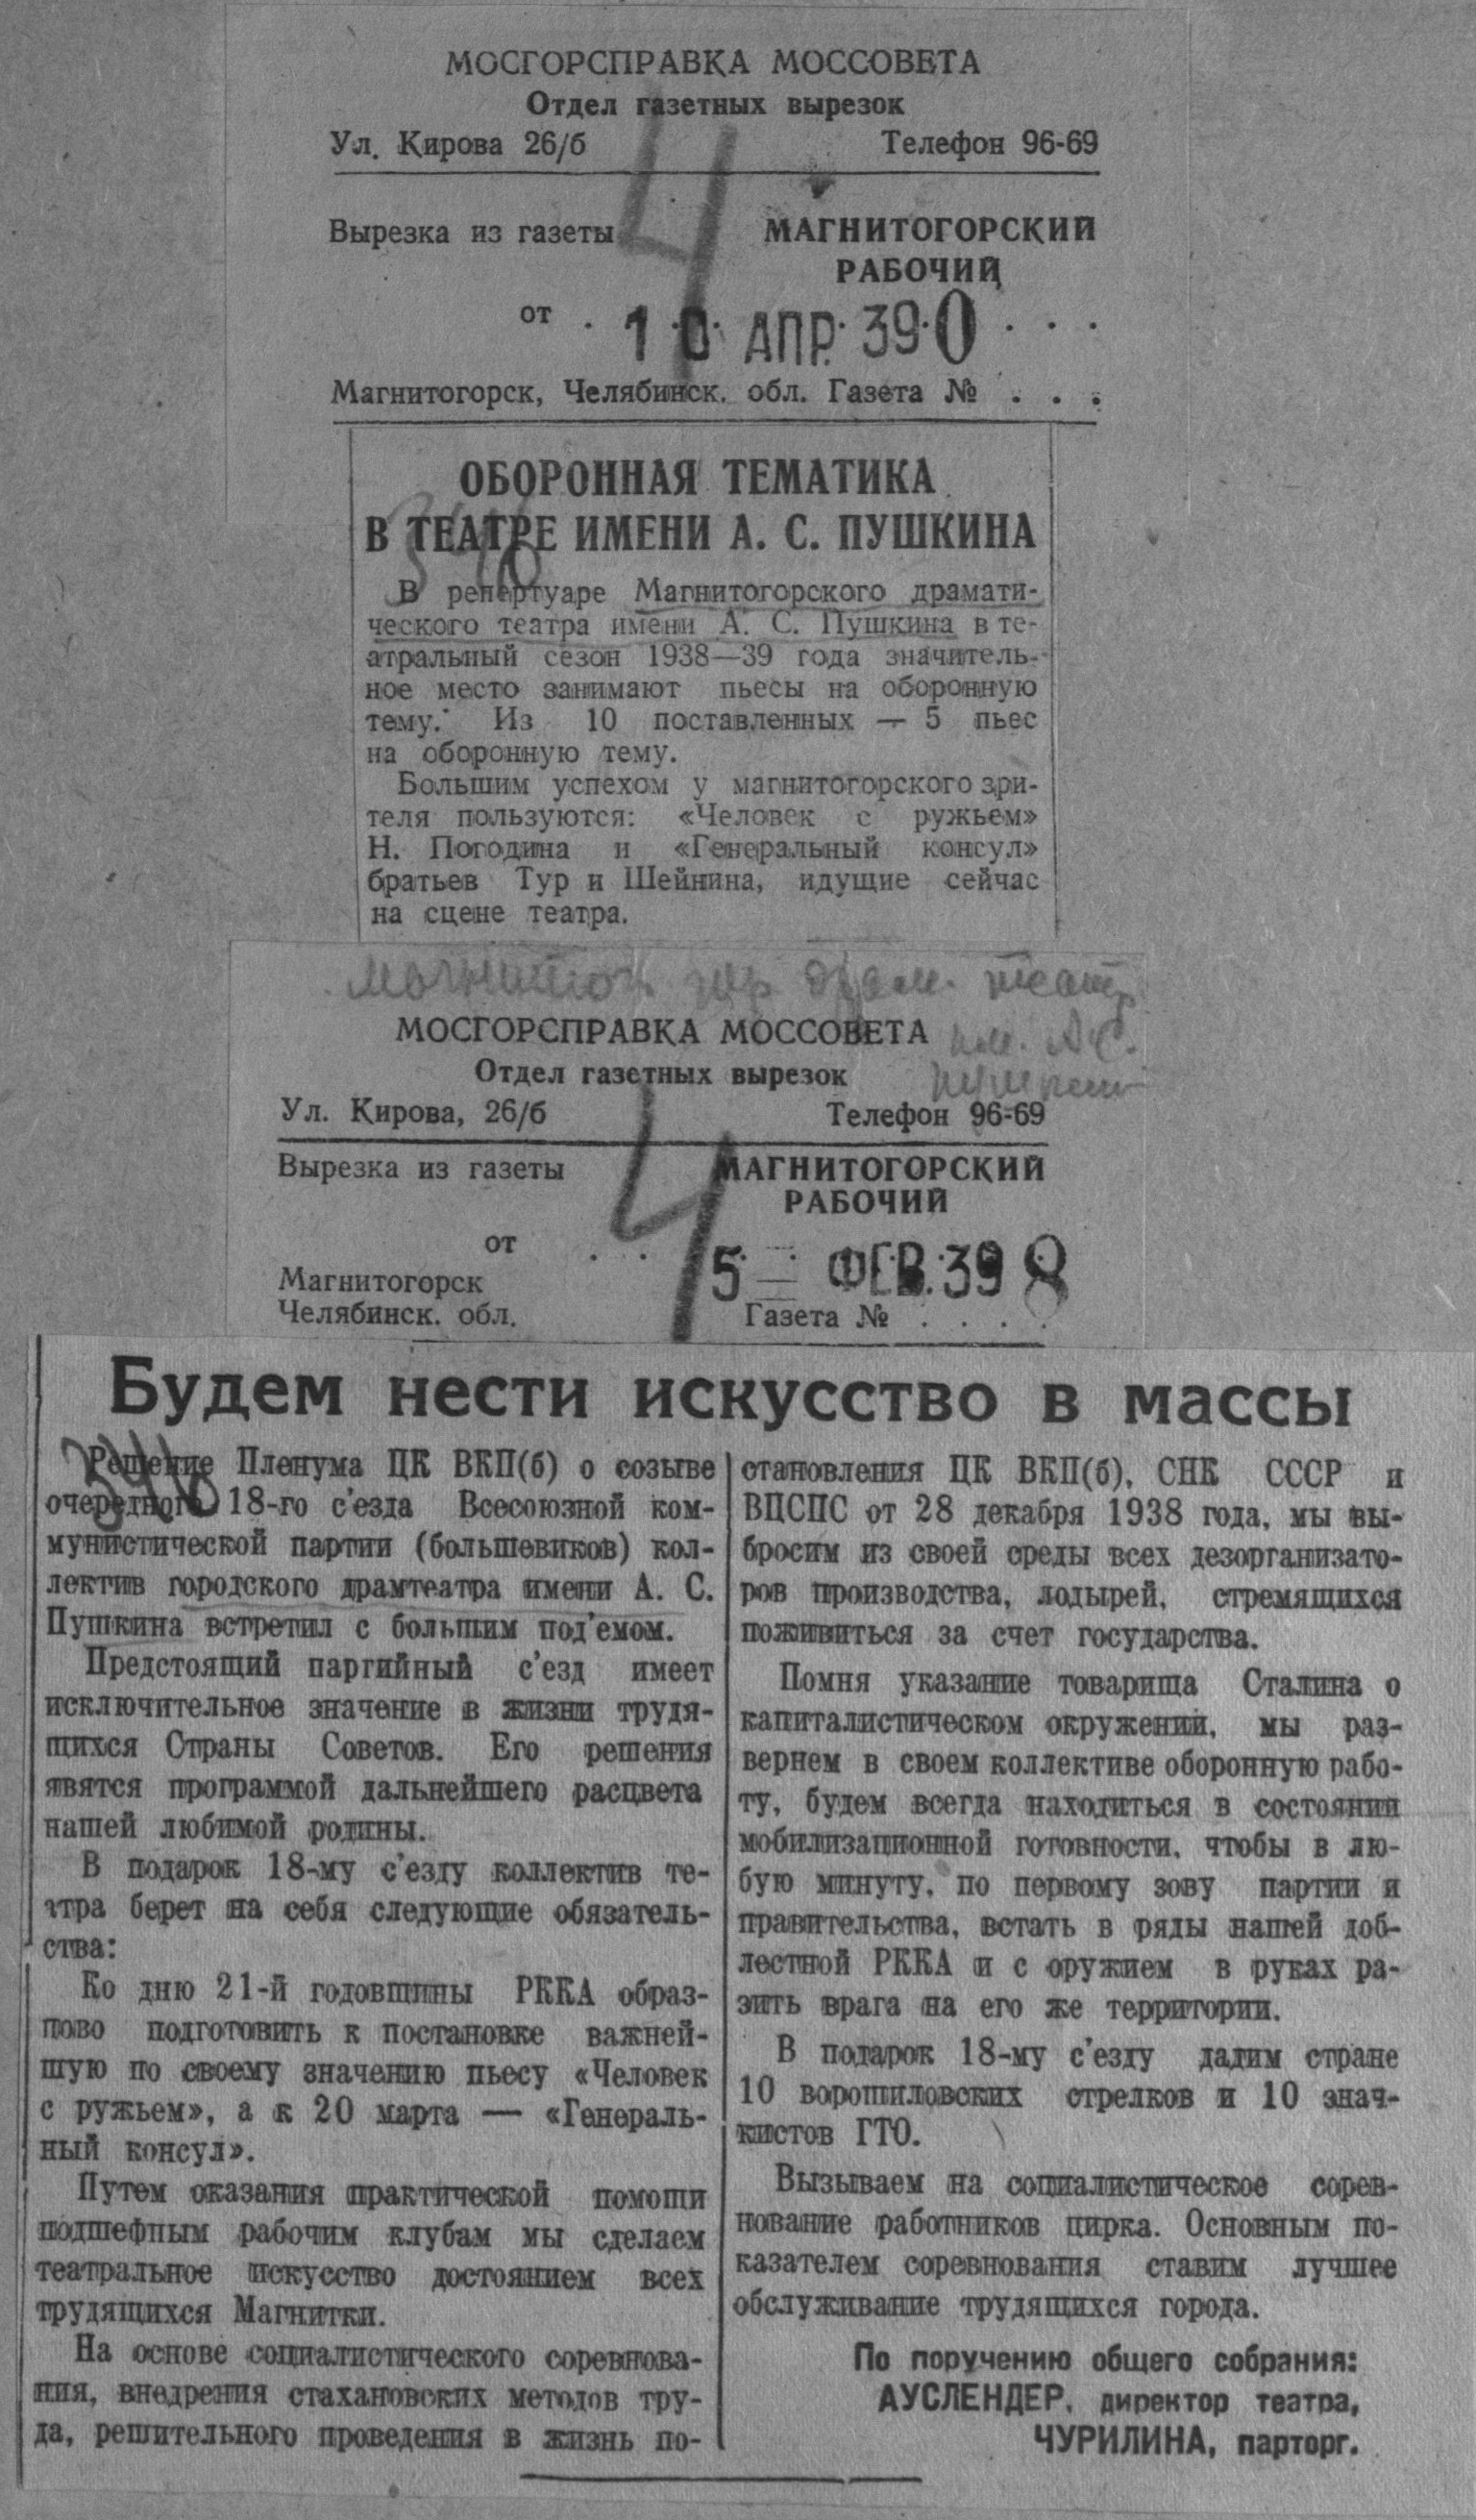 МОСГОРСПРАВКА МОССОВЕТА
Отдел газетных вырезок
Ул. Кирова 26/б Телефон 96-69
Вырезка из газеты МАГНИТОГОРСКИЙ
РАБОЧИЙ
4
от . 10 АПР. 39 0 . . .
Магнитогорск, Челябинск. обл. Газета № . . .
ОБОРОННАЯ ТЕМАТИКА
В ТЕАТРЕ ИМЕНИ А. С. ПУШКИНА
В репертуаре Магнитогорского драмати-
ческого театра имени А. С. Пушкина в те-
атральный сезон 1938—39 года значитель-
ное место занимают пьесы на оборонную
тему. Из 10 поставленных — 5 пьес
на оборонную тему.
Большим успехом у магнитогорского зри-
теля пользуются: «Человек с ружьем»
Н. Погодина и «Генеральный консул»
братьев Тур и Шейнина, идущие сейчас
на сцене театра.
драм. театр
им. А.С.
МОСГОРСПРАВКА МОССОВЕТА
Отдел газетных вырезок
Ул. Кирова, 26/б Телефон 96-69
Вырезка из газеты МАГНИТОГОРСКИЙ
РАБОЧИЙ
4
от . . 5 — ФЕВ. 39 8
Магнитогорск
Челябинск. обл. Газета № . . . .
Будем нести искусство в массы
Решение Пленума ЦК ВКП(б) о созыве
очередного 18-го с'езда Всесоюзной ком-
мунистической партии (большевиков) кол-
лектив городского драмтеатра имени А. С.
Пушкина встретил с большим под'емом.
Предстоящий партийный с'езд имеет
исключительное значение в жизни трудя-
щихся Страны Советов. Его решения
явятся программой дальнейшего расцвета
нашей любимой родины.
В подарок 18-му с'езду коллектив те-
атра берет на себя следующие обязатель-
ства:
Ко дню 21-й годовщины РККА образ-
цово подготовить к постановке важней-
шую по своему значению пьесу «Человек
с ружьем», а к 20 марта — «Генераль-
ный консул».
Путем оказания практической помощи
подшефным рабочим клубам мы сделаем
театральное искусство достоянием всех
трудящихся Магнитки.
На основе социалистического соревнова-
ния, внедрения стахановских методов тру-
да, решительного проведения в жизнь по-
становления ЦК ВКП(б), СНК СССР и
ВЦСПС от 28 декабря 1938 года, мы вы-
бросим из своей среды всех дезорганизато-
ров производства, лодырей, стремящихся
поживиться за счет государства.
Помня указание товарища Сталина о
капиталистическом окружении, мы раз-
вернем в своем коллективе оборонную рабо-
ту, будем всегда находиться в состоянии
мобилизационной готовности, чтобы в лю-
бую минуту, по первому зову партии и
правительства, встать в ряды нашей доб-
лестной РККА и с оружием в руках ра-
зить врага на его же территории.
В подарок 18-му с'езду дадим стране
10 ворошиловских стрелков и 10 знач-
кистов ГТО.
Вызываем на социалистическое сорев-
нование работников цирка. Основным по-
казателем соревнования ставим лучшее
обслуживание трудящихся города.
По поручению общего собрания:
АУСЛЕНДЕР, директор театра,
ЧУРИЛИНА, парторг.